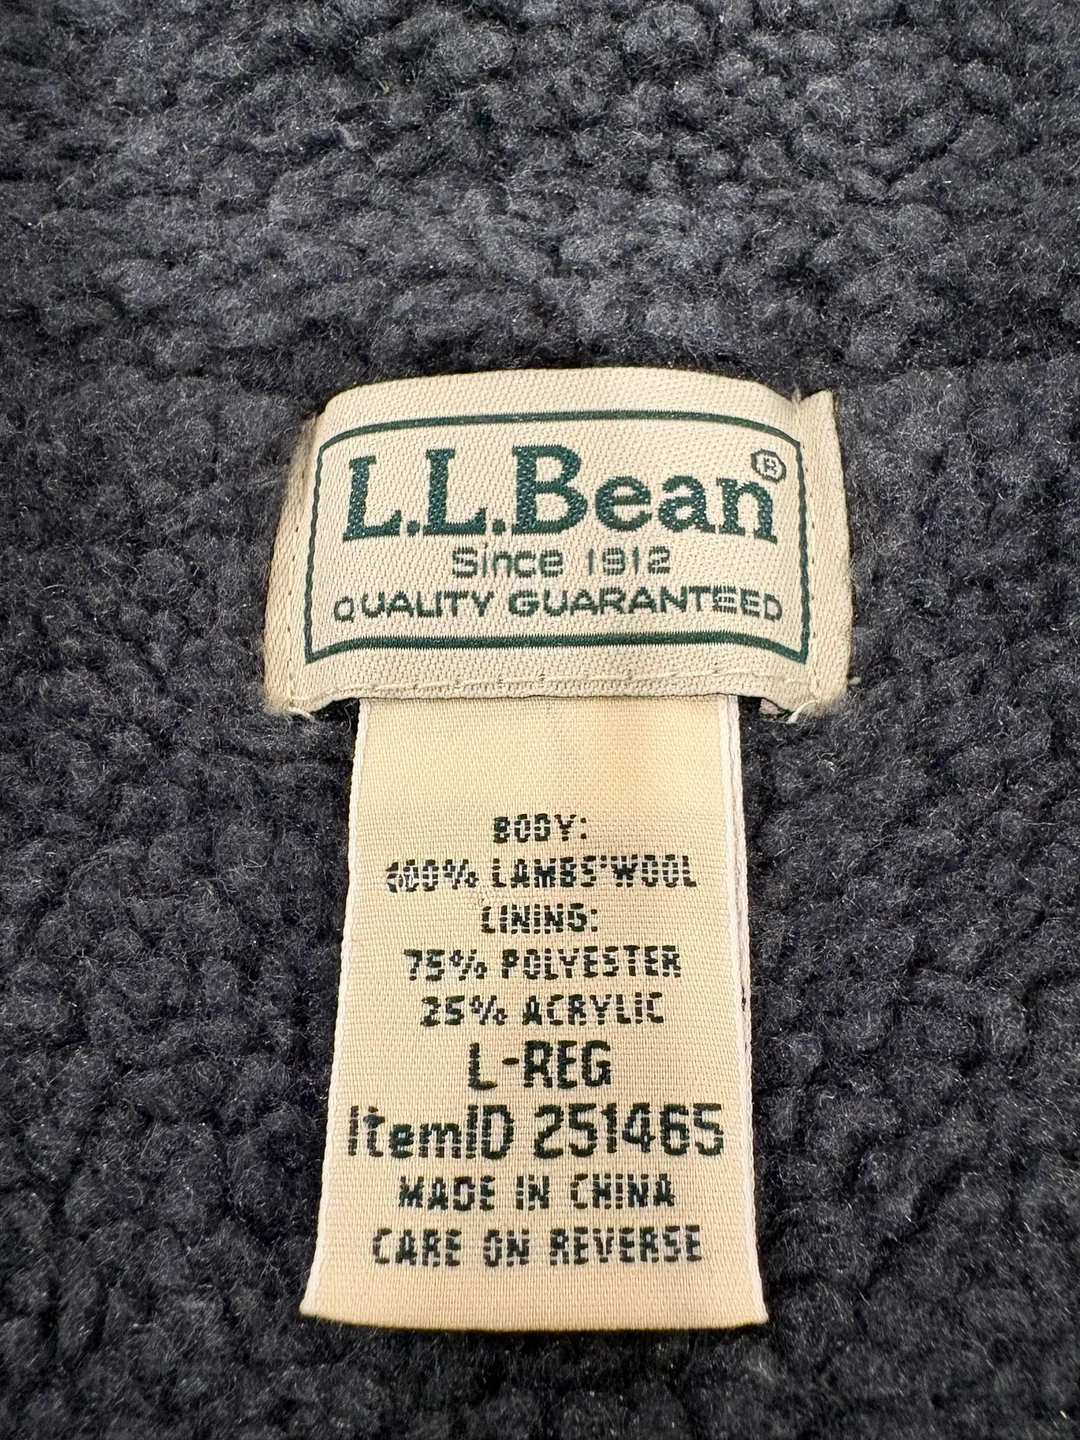 L.L.Bean®
Since 1912
QUALITY GUARANTEED
BODY:
100% LAMBS'WOOL
LINING:
75% POLYESTER
25% ACRYLIC
L-REG
ItemID 251465
MADE IN CHINA
CARE ON REVERSE